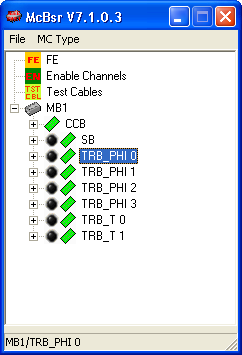 McBsr V7.1.0.3
File MC Type
FE FE
Enable Channels
TST CBL Test Cables
MB1
CCB
SB
TRB_PHI 0
TRB_PHI 1
TRB_PHI 2
TRB_PHI 3
TRB_T 0
TRB_T 1
MB1/TRB_PHI 0